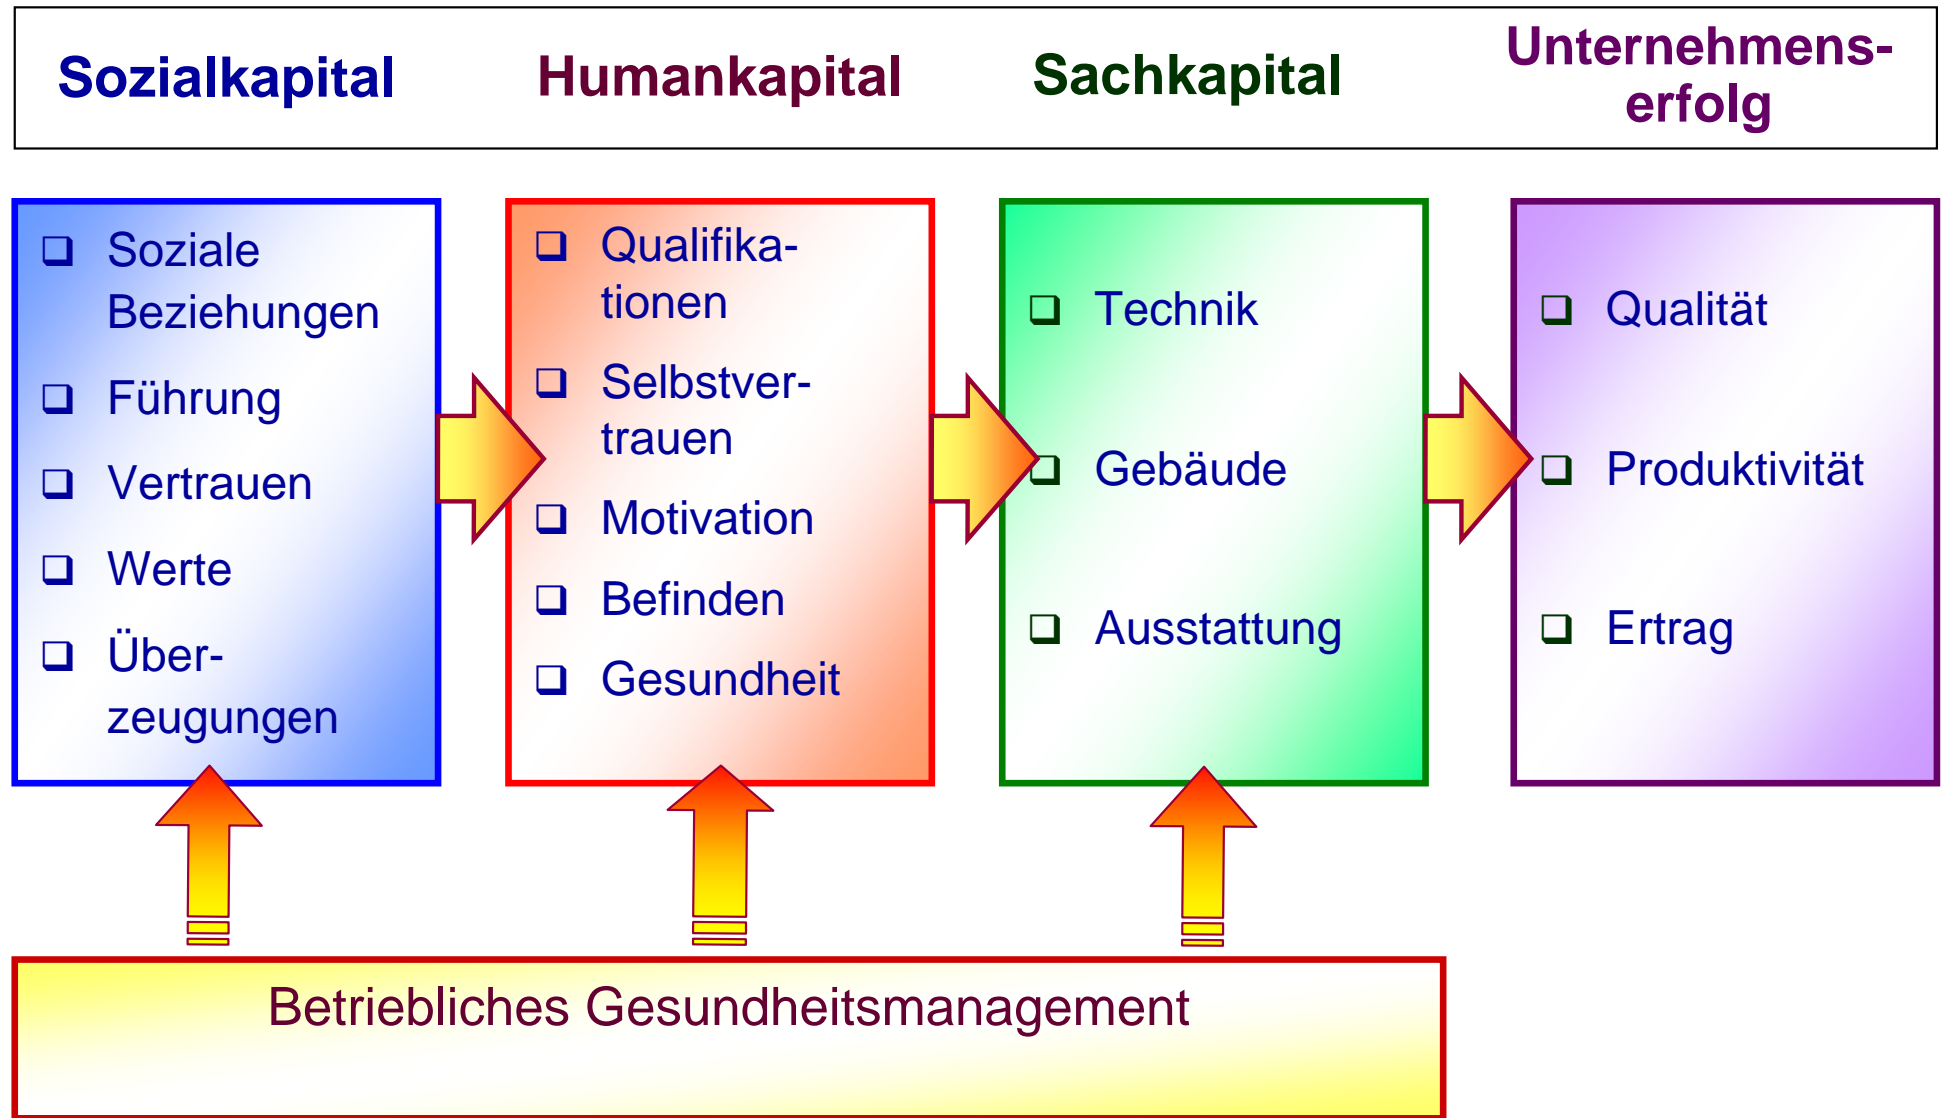 Sozialkapital
Humankapital
Sachkapital
Unternehmens-
erfolg
❑ Soziale
Beziehungen
❑ Führung
❑ Vertrauen
❑ Werte
❑ Über-
zeugungen
❑ Qualifika-
tionen
❑ Selbstver-
trauen
❑ Motivation
❑ Befinden
❑ Gesundheit
❑ Technik
❑ Gebäude
❑ Ausstattung
❑ Qualität
❑ Produktivität
❑ Ertrag
Betriebliches Gesundheitsmanagement